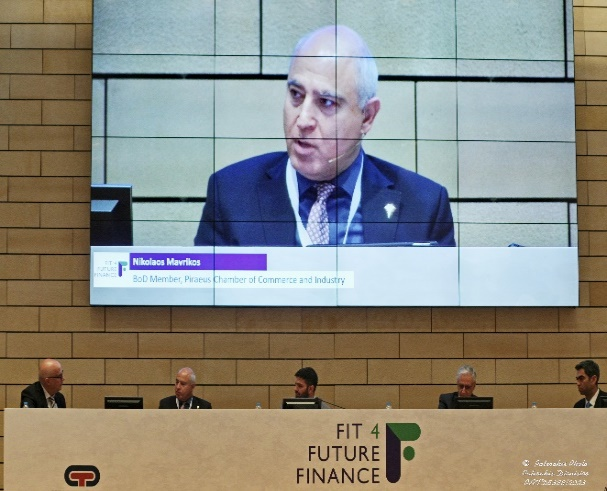 Nikolaos Mavrikos
FIT 4
FUTURE
FINANCE
BoD Member, Piraeus Chamber of Commerce and Industry
FIT 4
FUTURE
FINANCE
©